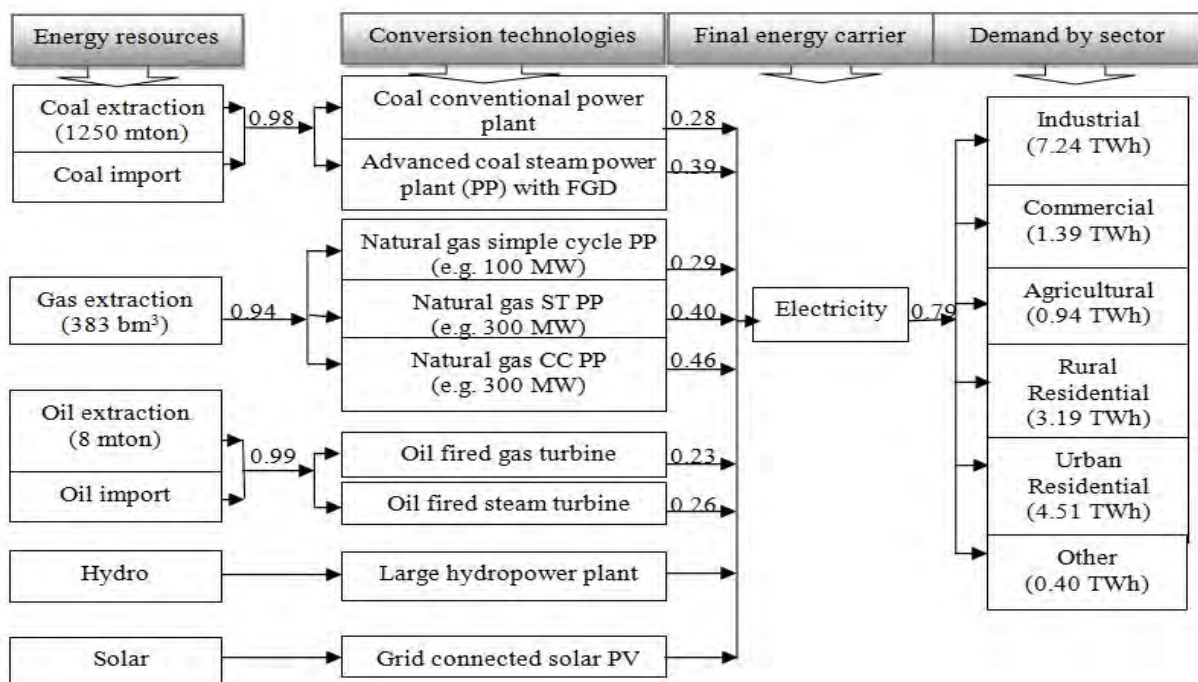 Energy resources
Conversion technologies
Final energy carrier
Demand by sector
Coal extraction
(1250 mton)
Coal import
0.98
Coal conventional power
plant
0.28
Advanced coal steam power
plant (PP) with FGD
0.39
Gas extraction
(383 bm³)
0.94
Natural gas simple cycle PP
(e.g. 100 MW)
0.29
Natural gas ST PP
(e.g. 300 MW)
0.40
Natural gas CC PP
(e.g. 300 MW)
0.46
Oil extraction
(8 mton)
Oil import
0.99
Oil fired gas turbine
0.23
Oil fired steam turbine
0.26
Hydro
Large hydropower plant
Solar
Grid connected solar PV
Electricity
0.79
Industrial
(7.24 TWh)
Commercial
(1.39 TWh)
Agricultural
(0.94 TWh)
Rural
Residential
(3.19 TWh)
Urban
Residential
(4.51 TWh)
Other
(0.40 TWh)